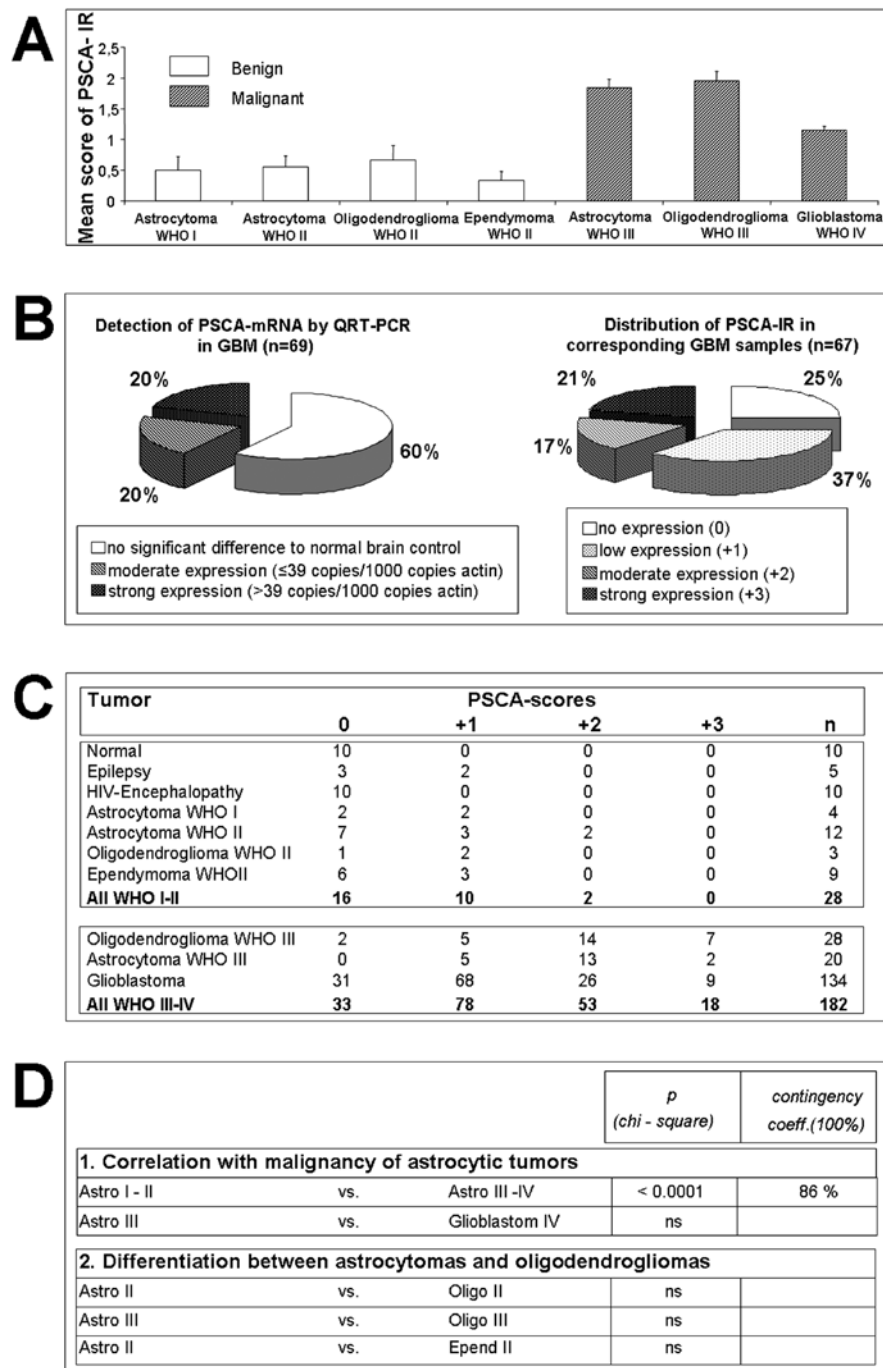 A
Mean score of PSCA- IR
2,5
2
1,5
1
0,5
0
Benign
Malignant
Astrocytoma WHO I
Astrocytoma WHO II
Oligodendroglioma WHO II
Ependymoma WHO II
Astrocytoma WHO III
Oligodendroglioma WHO III
Glioblastoma WHO IV
B
Detection of PSCA-mRNA by QRT-PCR
in GBM (n=69)
20%
60%
20%
no significant difference to normal brain control
moderate expression (≤39 copies/1000 copies actin)
strong expression (>39 copies/1000 copies actin)
Distribution of PSCA-IR in
corresponding GBM samples (n=67)
21%
25%
17%
37%
no expression (0)
low expression (+1)
moderate expression (+2)
strong expression (+3)
C
Tumor PSCA-scores
0 +1 +2 +3 n
Normal 10 0 0 0 10
Epilepsy 3 2 0 0 5
HIV-Encephalopathy 10 0 0 0 10
Astrocytoma WHO I 2 2 0 0 4
Astrocytoma WHO II 7 3 2 0 12
Oligodendroglioma WHO II 1 2 0 0 3
Ependymoma WHOII 6 3 0 0 9
All WHO I-II 16 10 2 0 28
Oligodendroglioma WHO III 2 5 14 7 28
Astrocytoma WHO III 0 5 13 2 20
Glioblastoma 31 68 26 9 134
All WHO III-IV 33 78 53 18 182
D
p contingency
(chi - square) coeff.(100%)
1. Correlation with malignancy of astrocytic tumors
Astro I - II vs. Astro III -IV < 0.0001 86 %
Astro III vs. Glioblastom IV ns
2. Differentiation between astrocytomas and oligodendrogliomas
Astro II vs. Oligo II ns
Astro III vs. Oligo III ns
Astro II vs. Epend II ns